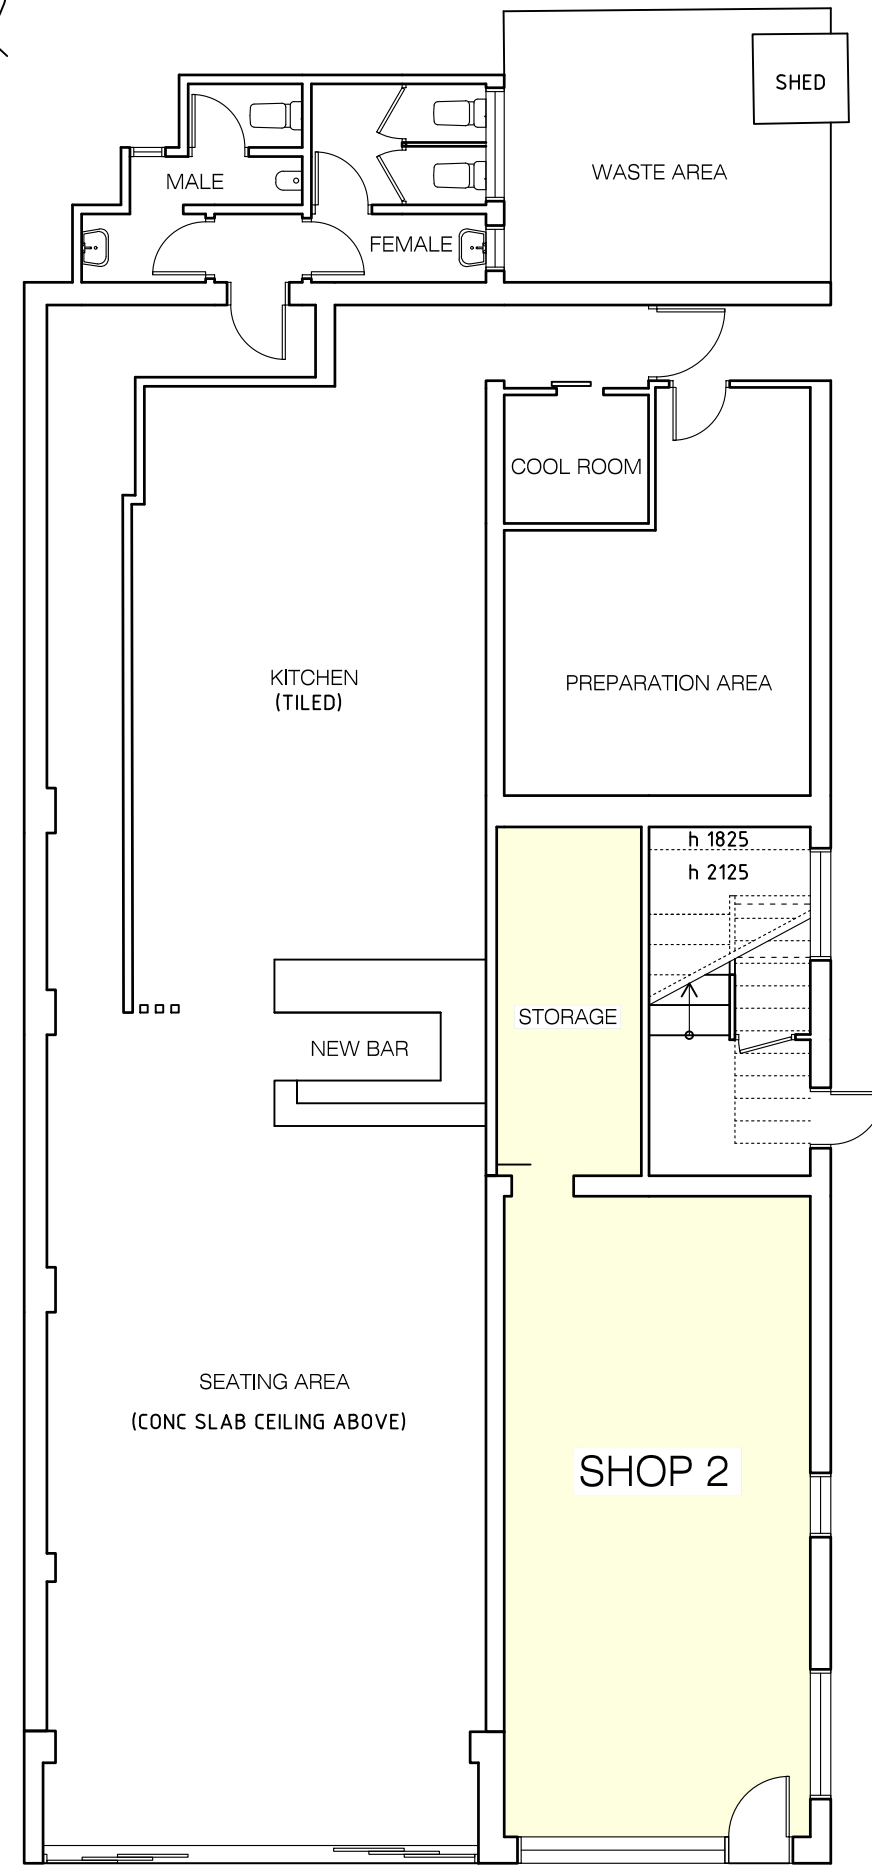 SHED
WASTE AREA
MALE
FEMALE
COOL ROOM
KITCHEN
(TILED)
PREPARATION AREA
h 1825
h 2125
STORAGE
NEW BAR
SEATING AREA
(CONC SLAB CEILING ABOVE)
SHOP 2